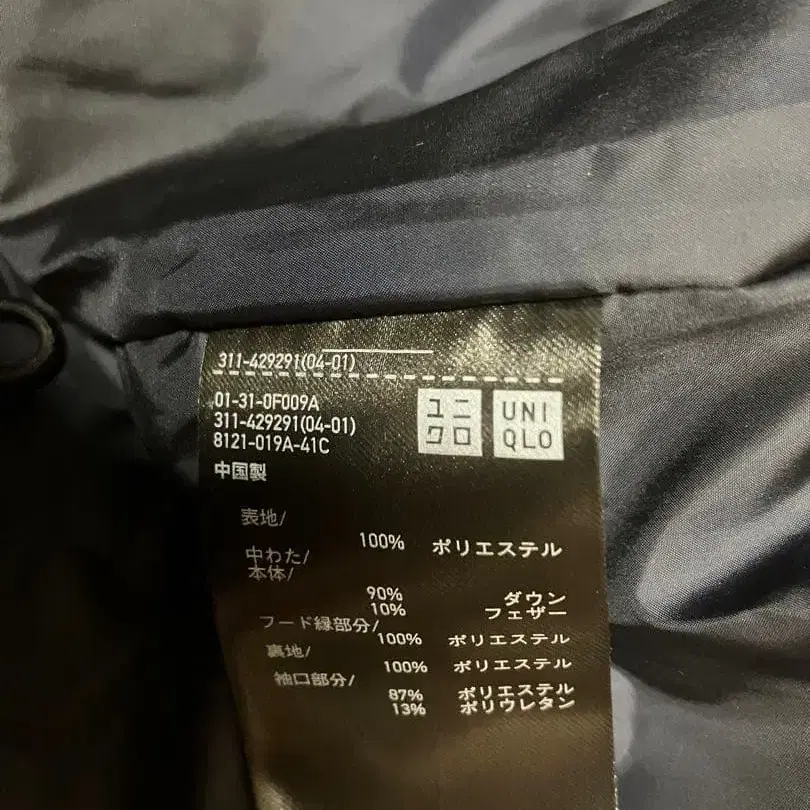 311-429291(04-01)
01-31-0F009A
311-429291(04-01)
8121-019A-41C
ユニ
クロ
UNI
QLO
中国製
表地/
100% ポリエステル
中わた/
本体/
90% ダウン
10% フェザー
フード縁部分/
100% ポリエステル
裏地/
100% ポリエステル
袖口部分/
87% ポリエステル
13% ポリウレタン